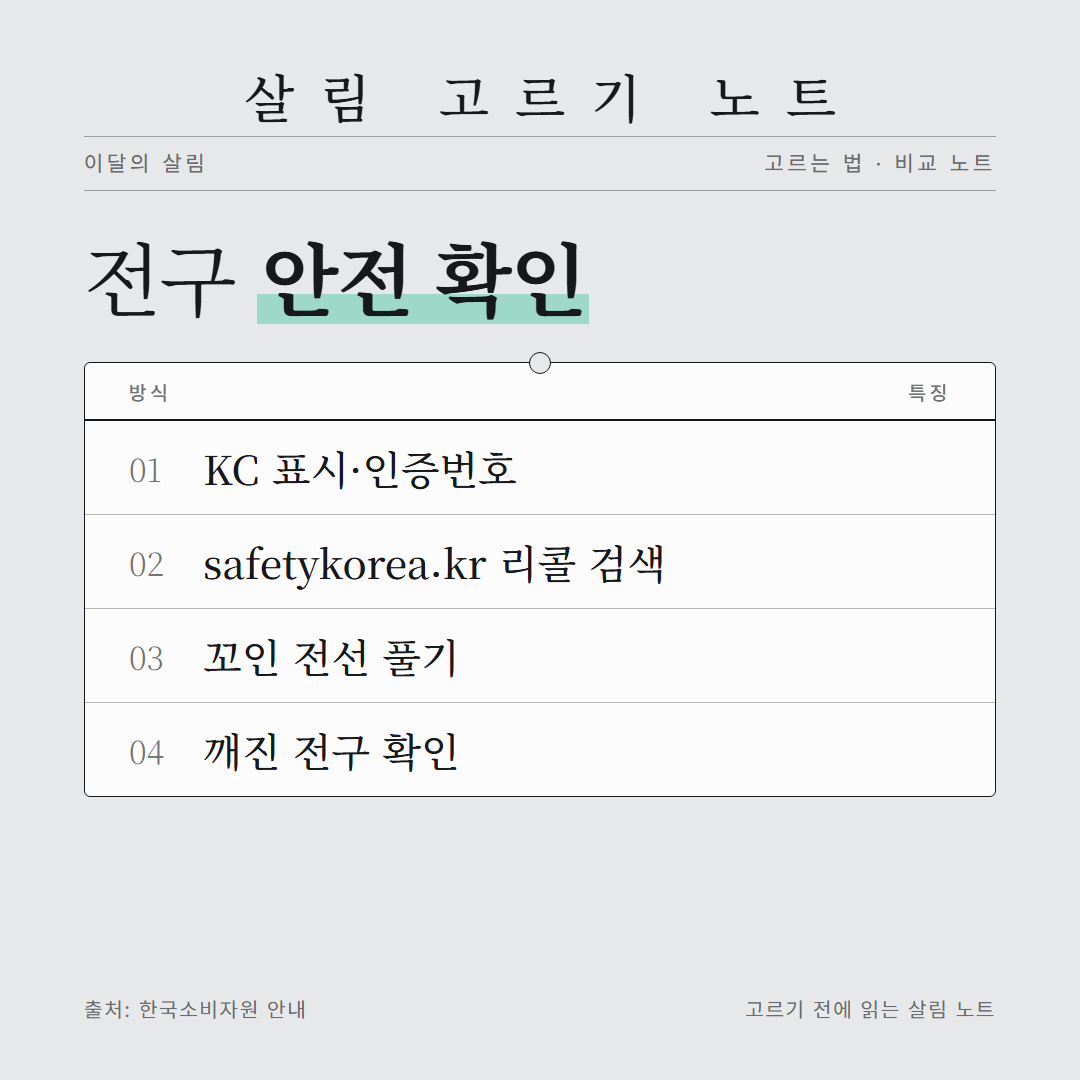 살림 고르기 노트
이달의 살림
고르는 법 · 비교 노트
전구 안전 확인
방식
특징
01 KC 표시·인증번호
02 safetykorea.kr 리콜 검색
03 꼬인 전선 풀기
04 깨진 전구 확인
출처: 한국소비자원 안내
고르기 전에 읽는 살림 노트